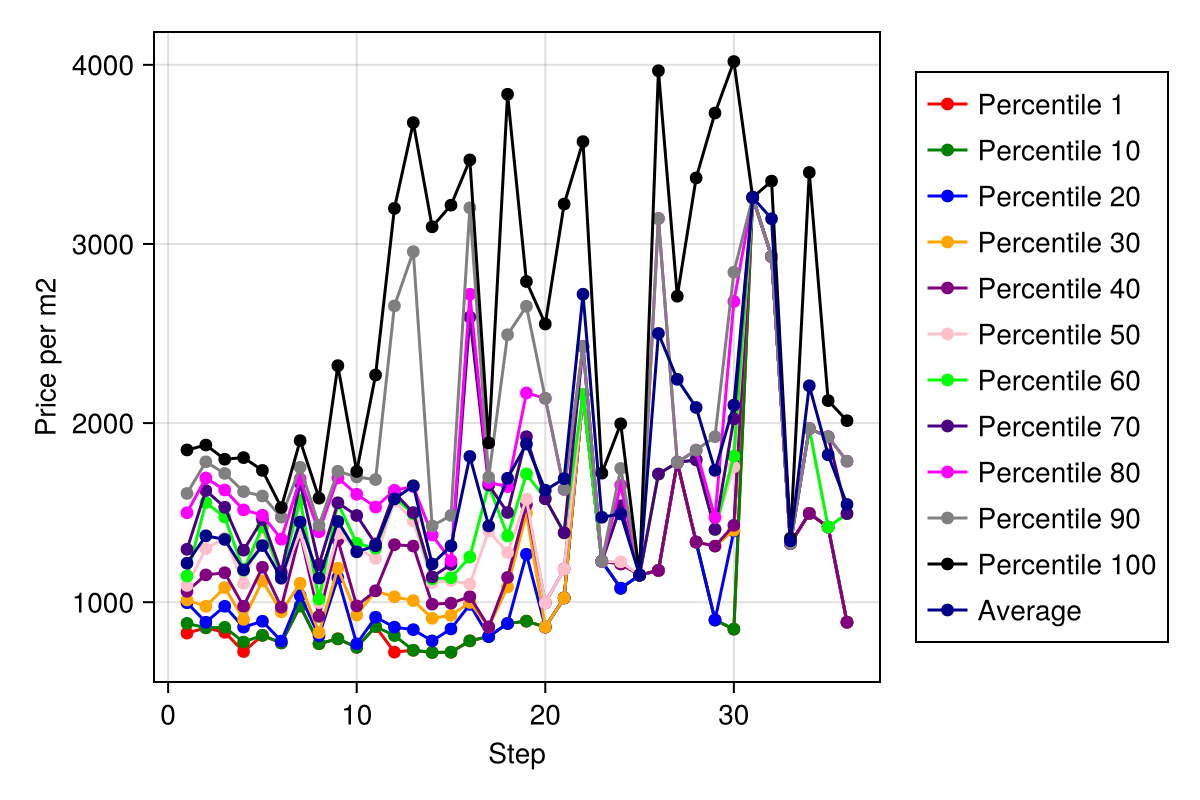 4000
3000
2000
1000
Price per m2
0
10
20
30
Step
Percentile 1
Percentile 10
Percentile 20
Percentile 30
Percentile 40
Percentile 50
Percentile 60
Percentile 70
Percentile 80
Percentile 90
Percentile 100
Average